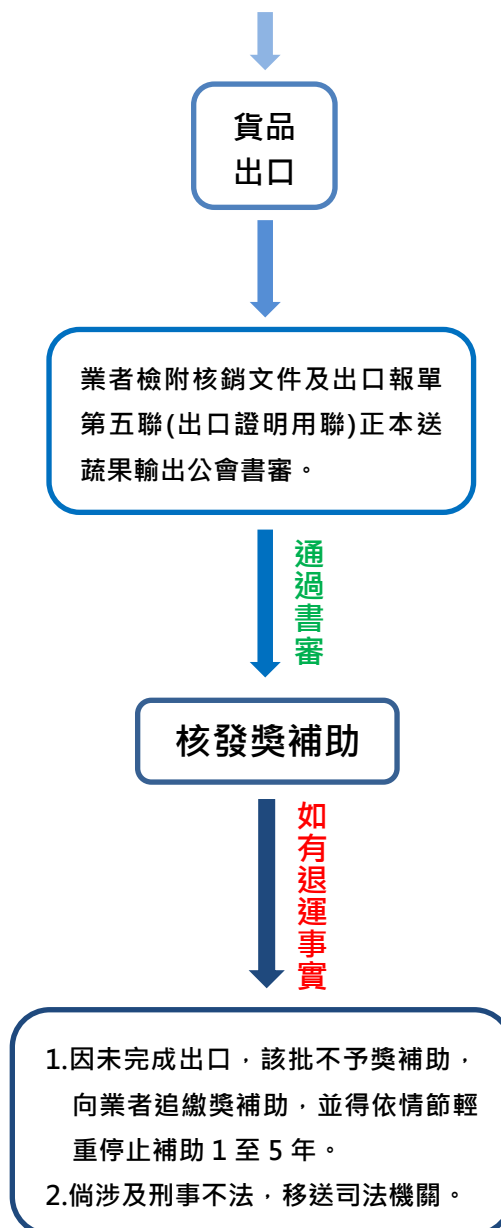 貨品
出口
業者檢附核銷文件及出口報單
第五聯(出口證明用聯)正本送
蔬果輸出公會書審。
通過書審
核發獎補助
如有退運事實
1.因未完成出口，該批不予獎補助，
向業者追繳獎補助，並得依情節輕
重停止補助 1 至 5 年。
2.倘涉及刑事不法，移送司法機關。